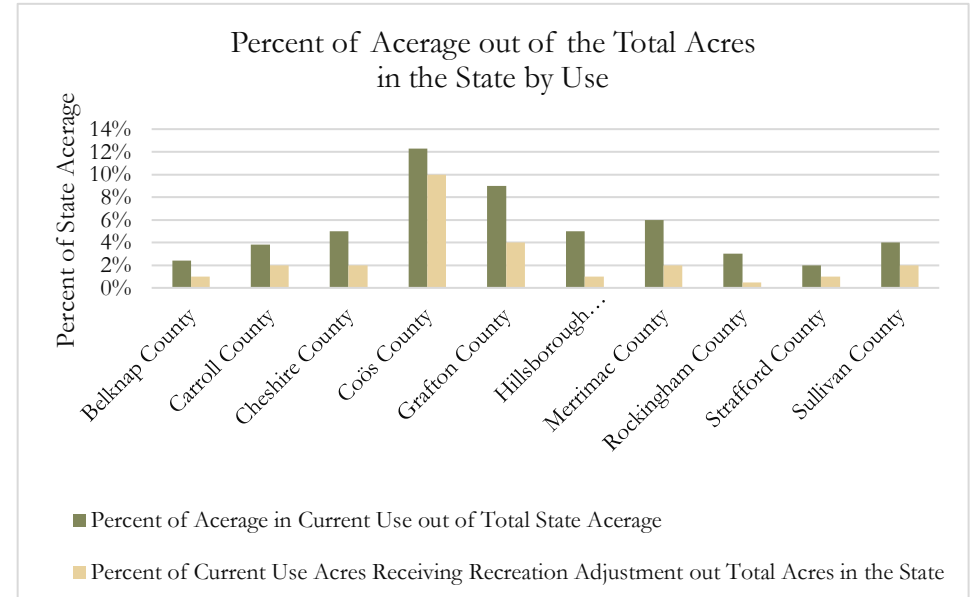 Percent of Acerage out of the Total Acres
in the State by Use
Percent of State Acerage
14%
12%
10%
8%
6%
4%
2%
0%
Belknap County
Carroll County
Cheshire County
Coös County
Grafton County
Hillsborough…
Merrimac County
Rockingham County
Strafford County
Sullivan County
Percent of Acerage in Current Use out of Total State Acerage
Percent of Current Use Acres Receiving Recreation Adjustment out Total Acres in the State